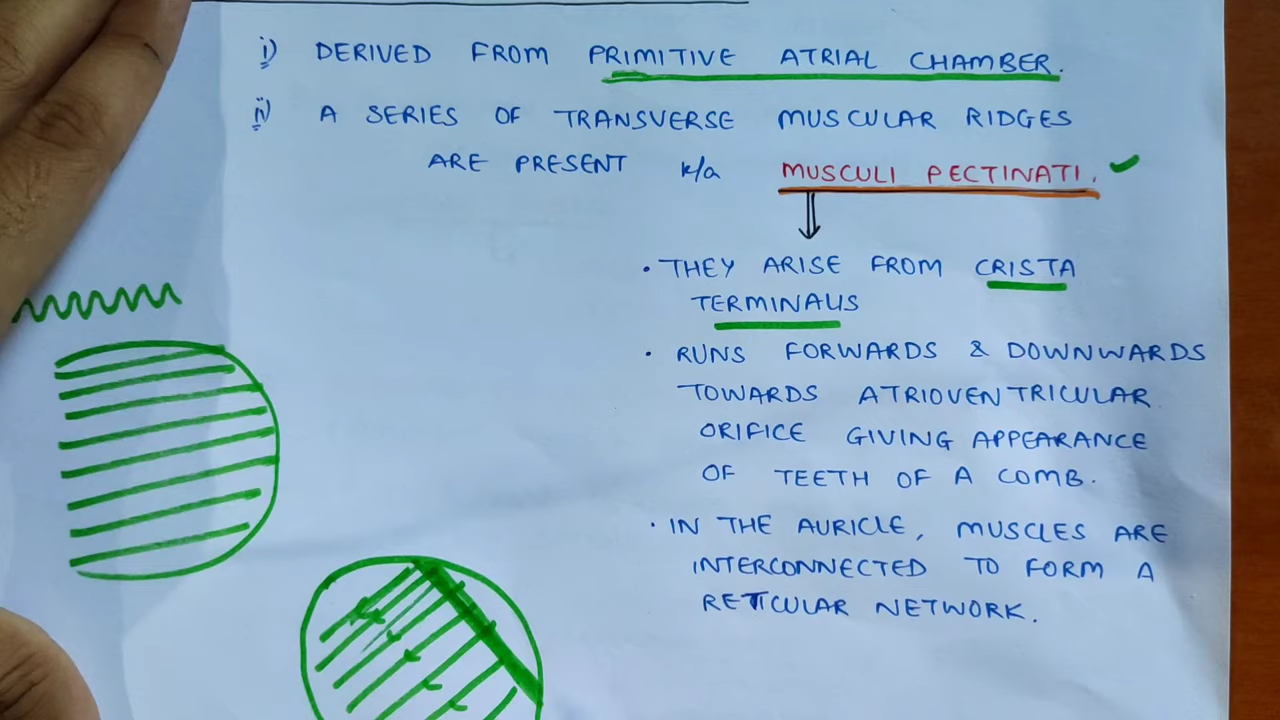 i) DERIVED FROM PRIMITIVE ATRIAL CHAMBER.
ii) A SERIES OF TRANSVERSE MUSCULAR RIDGES
ARE PRESENT k/a MUSCULI PECTINATI.
• THEY ARISE FROM CRISTA
TERMINALIS
• RUNS FORWARDS & DOWNWARDS
TOWARDS ATRIOVENTRICULAR
ORIFICE GIVING APPEARANCE
OF TEETH OF A COMB.
• IN THE AURICLE, MUSCLES ARE
INTERCONNECTED TO FORM A
RETICULAR NETWORK.